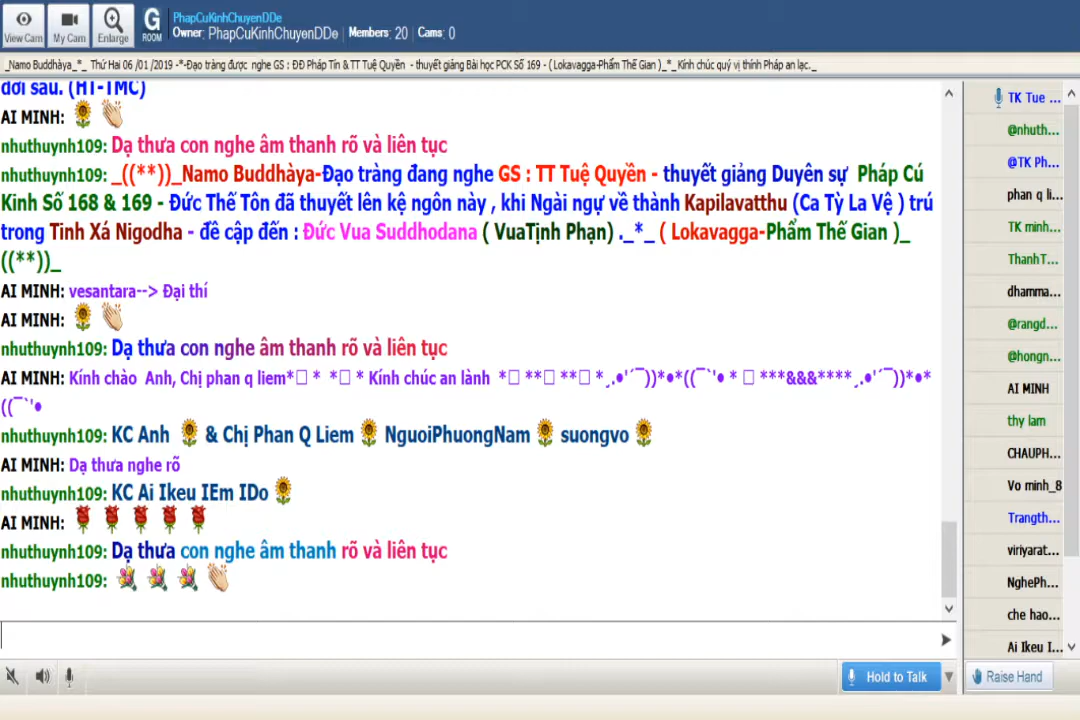 PhapCuKinhChuyenDDe
View Cam My Cam Enlarge G ROOM Owner: PhapCuKinhChuyenDDe Members: 20 Cams: 0
_Namo Buddhàya_*_ Thứ Hai 06 /01 /2019 -*-Đạo tràng được nghe GS : ĐĐ Pháp Tín & TT Tuệ Quyền - thuyết giảng Bài học PCK Số 169 - ( Lokavagga-Phẩm Thế Gian )_*_Kính chúc quý vị thính Pháp an lạc._
đời sau. (HT-TMC)
AI MINH:
nhuthuynh109: Dạ thưa con nghe âm thanh rõ và liên tục
nhuthuynh109: _((**))_Namo Buddhàya-Đạo tràng đang nghe GS : TT Tuệ Quyền - thuyết giảng Duyên sự Pháp Cú
Kinh Số 168 & 169 - Đức Thế Tôn đã thuyết lên kệ ngôn này , khi Ngài ngự về thành Kapilavatthu (Ca Tỳ La Vệ ) trú
trong Tinh Xá Nigodha - đề cập đến : Đức Vua Suddhodana ( VuaTịnh Phạn) ._*_ ( Lokavagga-Phẩm Thế Gian )_
((**))_
AI MINH: vesantara--> Đại thí
AI MINH:
nhuthuynh109: Dạ thưa con nghe âm thanh rõ và liên tục
AI MINH: Kính chào Anh, Chị phan q liem*□ * *□ * Kính chúc an lành *□ **□ **□ *¸.•'´¯))*•*((¯`'• * □ ***&&&****¸.•'´¯))*•*
((¯`'•
nhuthuynh109: KC Anh & Chị Phan Q Liem NguoiPhuongNam suongvo
AI MINH: Dạ thưa nghe rõ
nhuthuynh109: KC Ai Ikeu IEm IDo
AI MINH:
nhuthuynh109: Dạ thưa con nghe âm thanh rõ và liên tục
nhuthuynh109:
TK Tue ...
@nhuth...
@TK Ph...
phan q li...
TK minh...
ThanhT...
dhamma...
@rangd...
@hongn...
AI MINH
thy lam
CHAUPH...
Vo minh_8
Trangth...
viriyarat...
NghePh...
che hao...
Ai Ikeu I...
Hold to Talk
Raise Hand